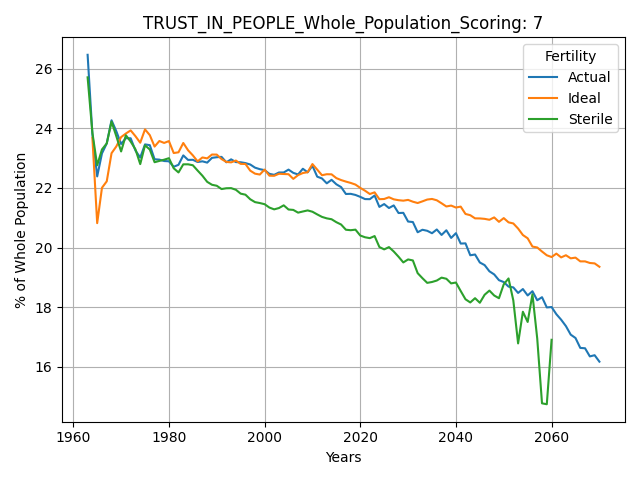 TRUST_IN_PEOPLE_Whole_Population_Scoring: 7
Fertility
Actual
Ideal
Sterile
% of Whole Population
26
24
22
20
18
16
1960
1980
2000
2020
2040
2060
Years